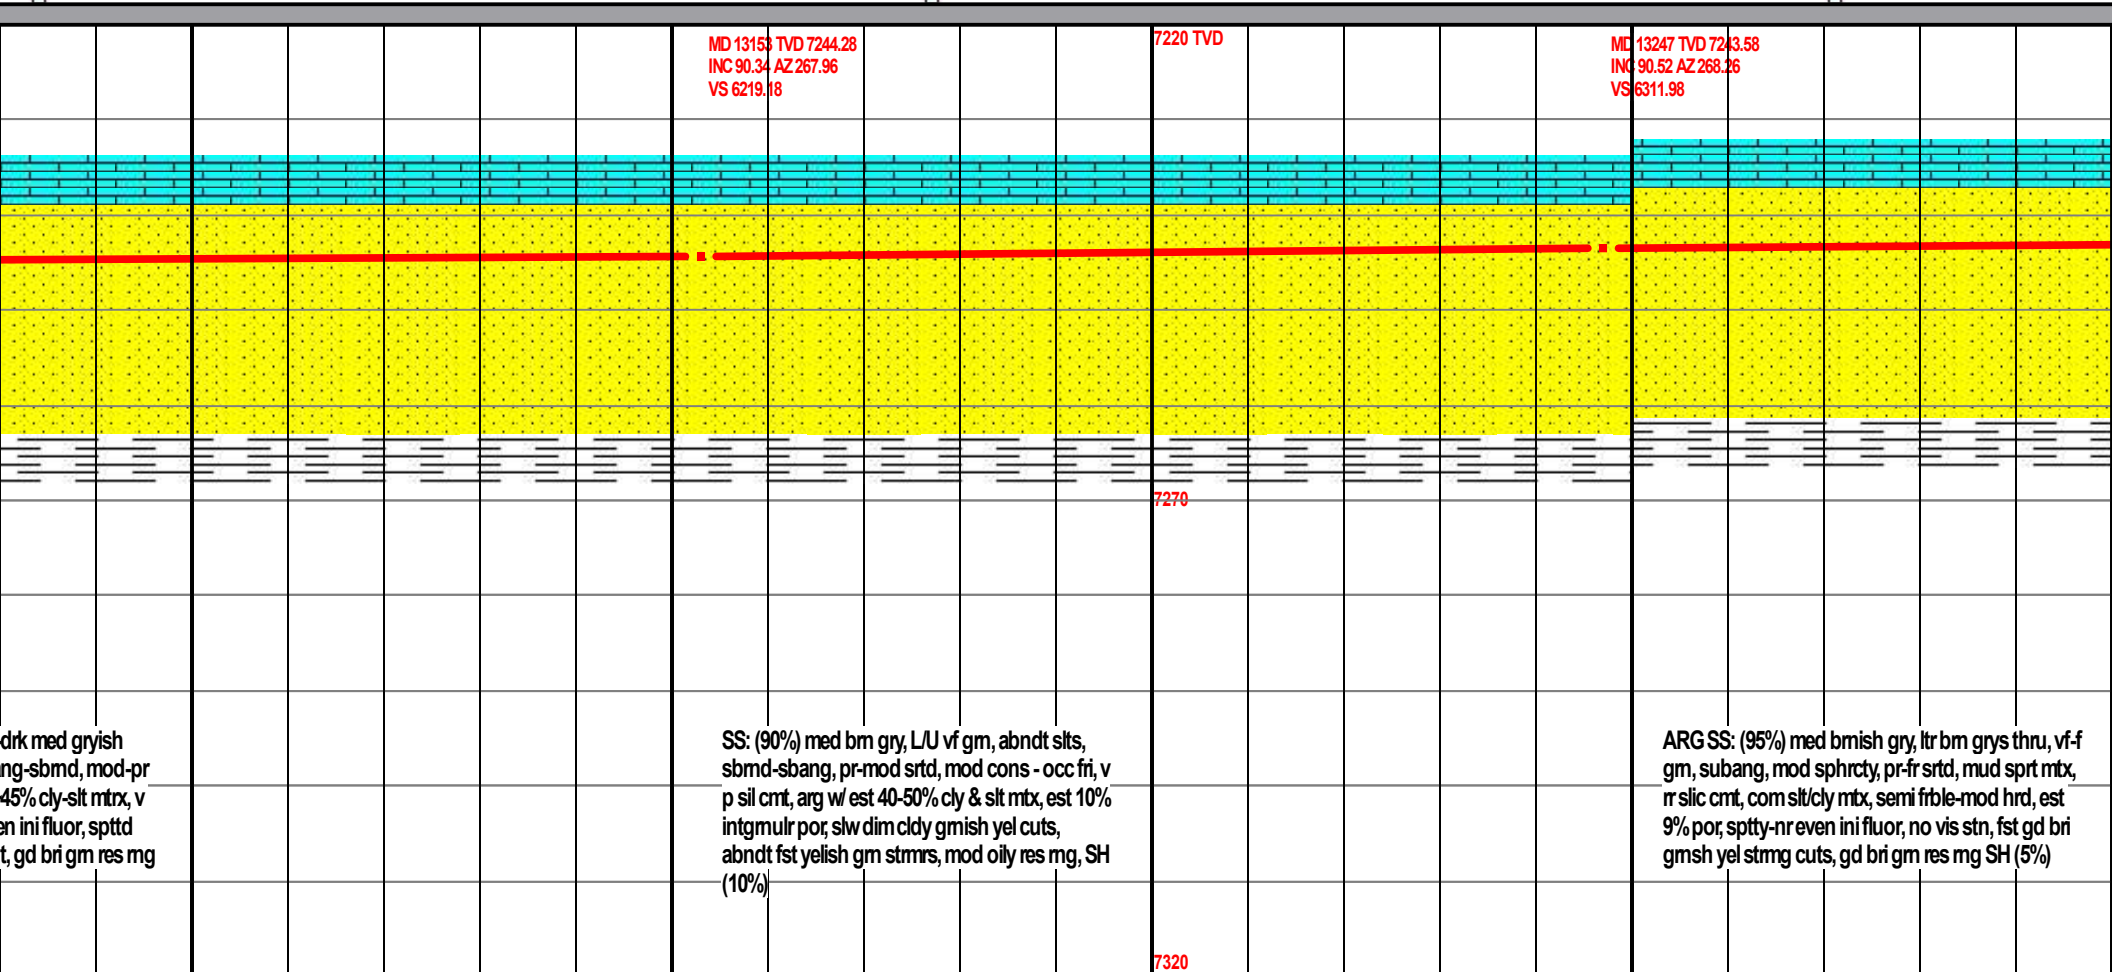 MD 13153 TVD 7244.28
INC 90.34 AZ 267.96
VS 6219.18
7220 TVD
MD 13247 TVD 7243.58
INC 90.52 AZ 268.26
VS 6311.98
7270
-drk med gryish
ang-sbrnd, mod-pr
-45% cly-slt mtrx, v
en ini fluor, spttd
t, gd bri grn res rng
SS: (90%) med brn gry, L/U vf grn, abndt slts,
sbrnd-sbang, pr-mod srtd, mod cons - occ fri, v
p sil cmt, arg w/ est 40-50% cly & slt mtx, est 10%
intgrnulr por, slw dim cldy grnish yel cuts,
abndt fst yelish grn strmrs, mod oily res rng, SH
(10%)
ARG SS: (95%) med brnish gry, ltr brn grys thru, vf-f
grn, subang, mod sphrcty, pr-fr srtd, mud sprt mtx,
rr slic cmt, com slt/cly mtx, semi frble-mod hrd, est
9% por, sptty-nr even ini fluor, no vis stn, fst gd bri
grnsh yel strmg cuts, gd bri grn res rng SH (5%)
7320